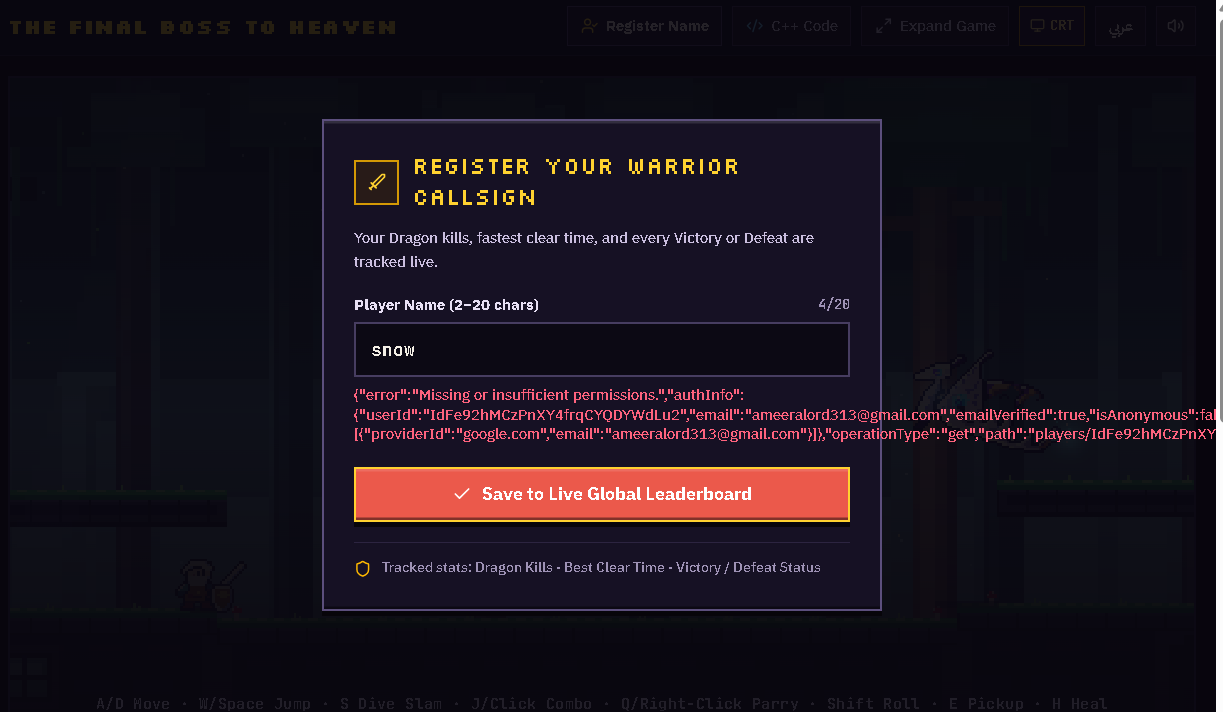 THE FINAL BOSS TO HEAVEN
Register Name
</> C++ Code
Expand Game
CRT
عربي
REGISTER YOUR WARRIOR
CALLSIGN
Your Dragon kills, fastest clear time, and every Victory or Defeat are
tracked live.
Player Name (2–20 chars)
4/20
snow
{"error":"Missing or insufficient permissions.","authInfo":
{"userId":"IdFe92hMCzPnXY4frqCYQDYWdLu2","email":"ameeralord313@gmail.com","emailVerified":true,"isAnonymous":fal
[{"providerId":"google.com","email":"ameeralord313@gmail.com"}]},"operationType":"get","path":"players/IdFe92hMCzPnXY
Save to Live Global Leaderboard
Tracked stats: Dragon Kills • Best Clear Time • Victory / Defeat Status
A/D Move • W/Space Jump • S Dive Slam • J/Click Combo • Q/Right-Click Parry • Shift Roll • E Pickup • H Heal